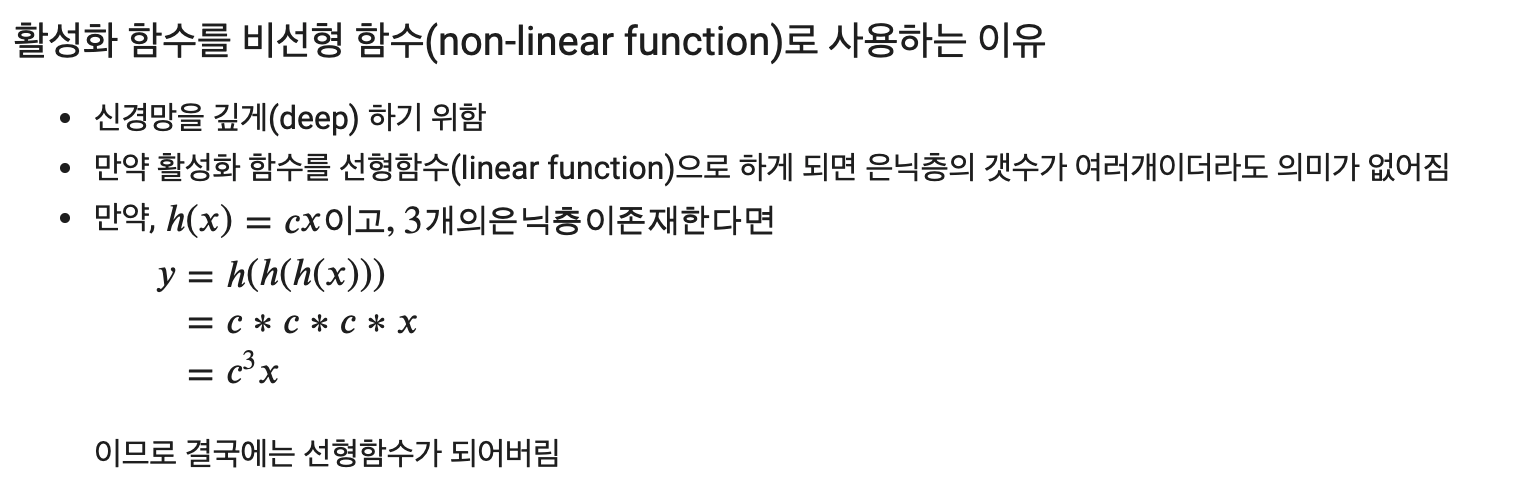 활성화 함수를 비선형 함수(non-linear function)로 사용하는 이유
• 신경망을 깊게(deep) 하기 위함
• 만약 활성화 함수를 선형함수(linear function)으로 하게 되면 은닉층의 갯수가 여러개이더라도 의미가 없어짐
• 만약, h(x) = cx이고, 3개의은닉층이존재한다면
y = h(h(h(x)))
= c * c * c * x
= c³x
이므로 결국에는 선형함수가 되어버림